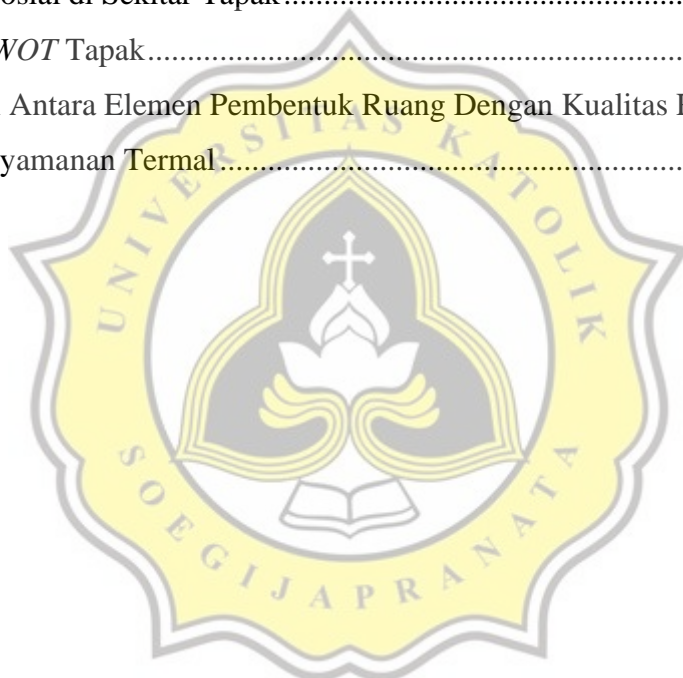 osial di Sekitar Tapak
WOT Tapak
Antara Elemen Pembentuk Ruang Dengan Kualitas
yamanan Termal
UNIVERSITAS KATOLIK
SOEGIJAPRANATA